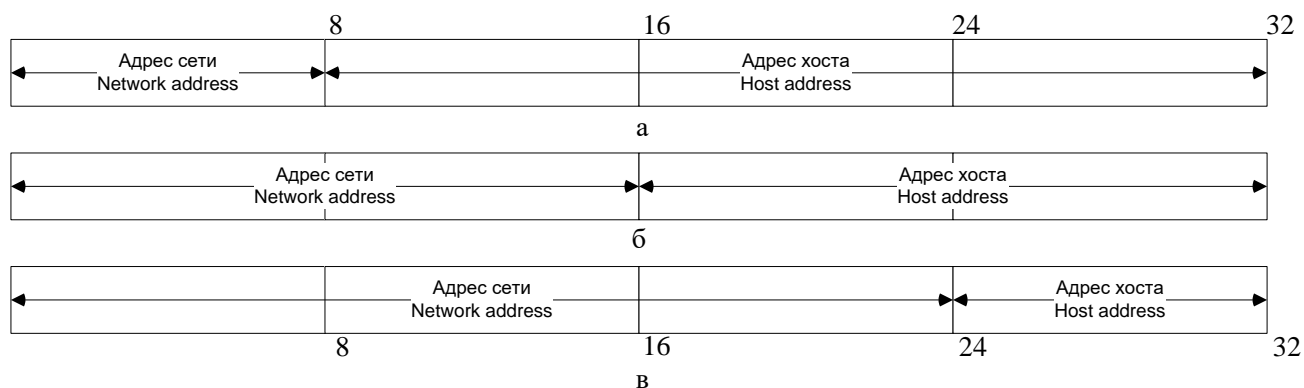 8 16 24 32
Адрес сети Адрес хоста
Network address Host address
а
Адрес сети Адрес хоста
Network address Host address
б
Адрес сети Адрес хоста
Network address Host address
8 16 24 32
в